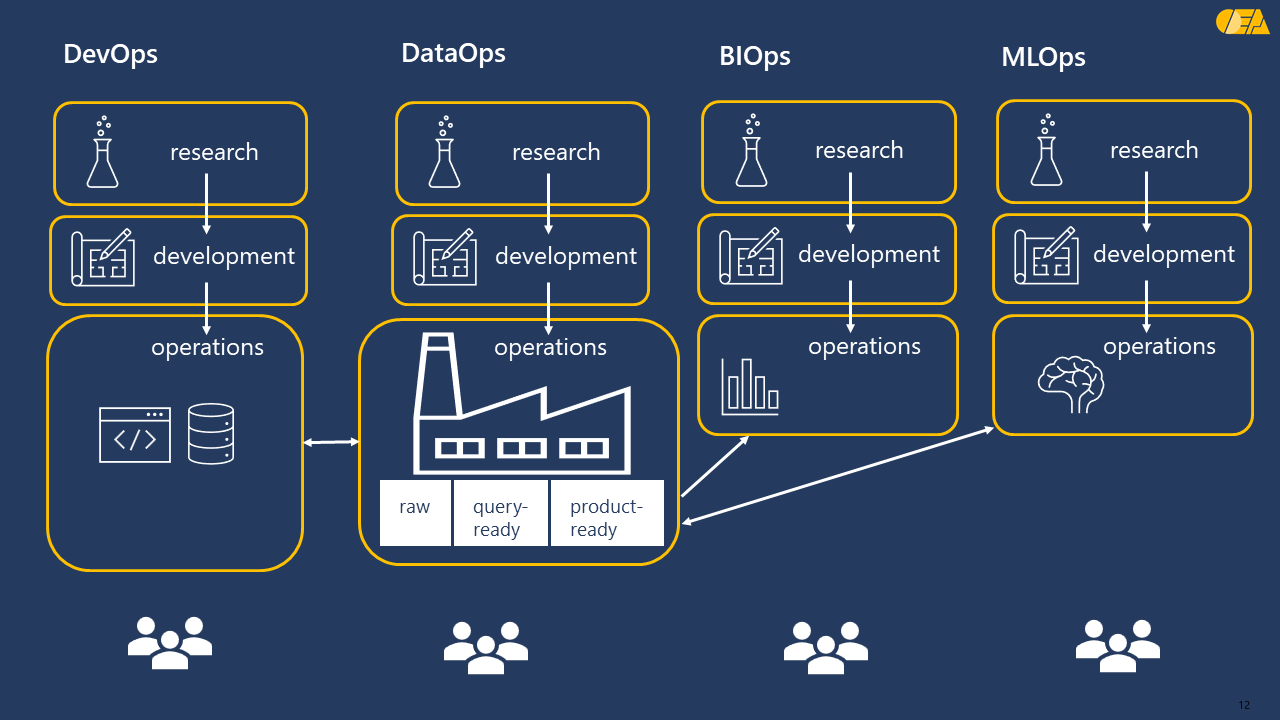 DevOps
DataOps
BIOps
MLOps
research
research
research
research
development
development
development
development
operations
operations
operations
operations
</>
raw
query-
ready
product-
ready
12